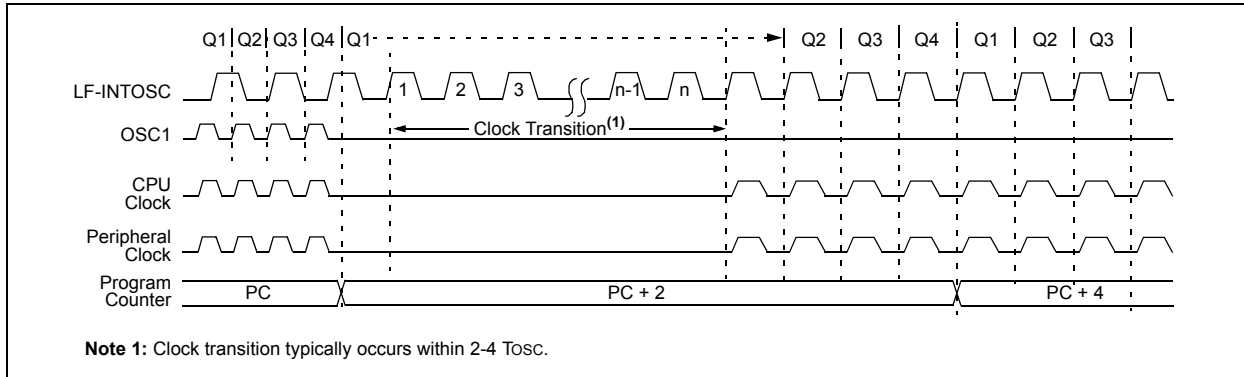 Q1 Q2 Q3 Q4 Q1 Q2 Q3 Q4 Q1 Q2 Q3
LF-INTOSC
1 2 3 n-1 n
OSC1
Clock Transition(1)
CPU
Clock
Peripheral
Clock
Program
Counter
PC PC + 2 PC + 4
Note 1: Clock transition typically occurs within 2-4 TOSC.